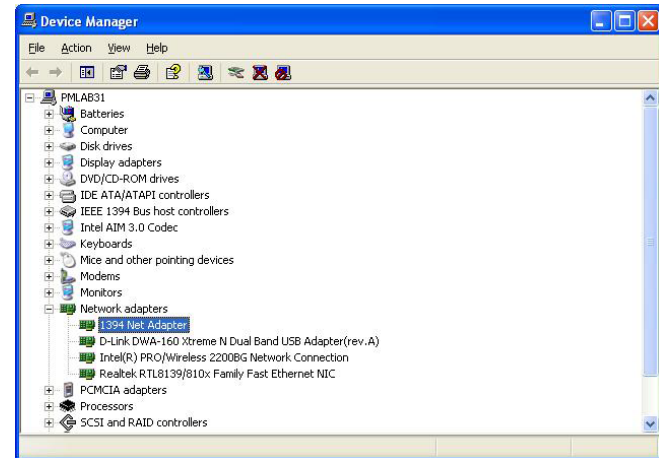 Device Manager
File Action View Help
PMLAB31
Batteries
Computer
Disk drives
Display adapters
DVD/CD-ROM drives
IDE ATA/ATAPI controllers
IEEE 1394 Bus host controllers
Intel AIM 3.0 Codec
Keyboards
Mice and other pointing devices
Modems
Monitors
Network adapters
1394 Net Adapter
D-Link DWA-160 Xtreme N Dual Band USB Adapter(rev.A)
Intel(R) PRO/Wireless 2200BG Network Connection
Realtek RTL8139/810x Family Fast Ethernet NIC
PCMCIA adapters
Processors
SCSI and RAID controllers